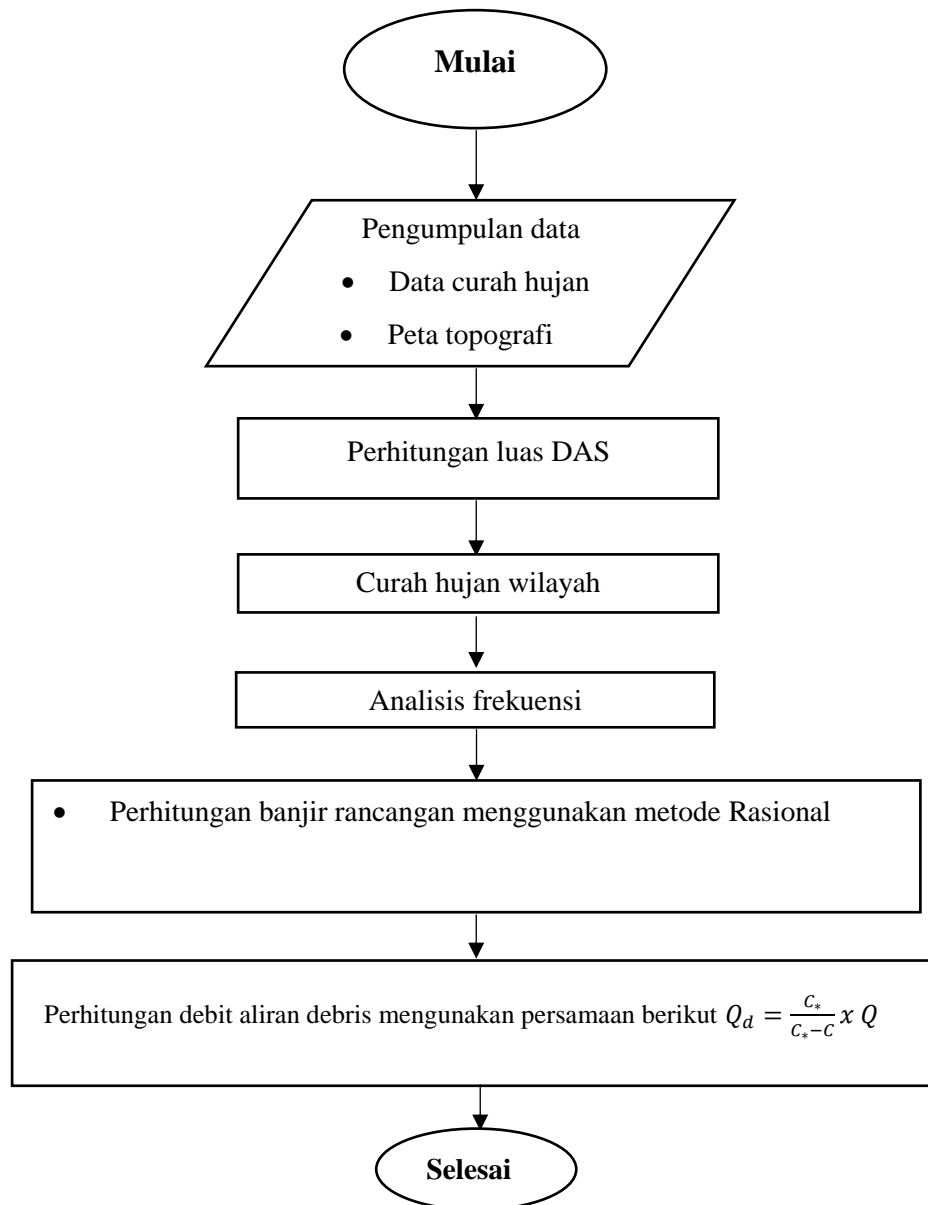 Mulai
Pengumpulan data
• Data curah hujan
• Peta topografi
Perhitungan luas DAS
Curah hujan wilayah
Analisis frekuensi
• Perhitungan banjir rancangan menggunakan metode Rasional
Perhitungan debit aliran debris mengunakan persamaan berikut $Q_d = \frac{C_*}{C_*-C} x \, Q$
Selesai